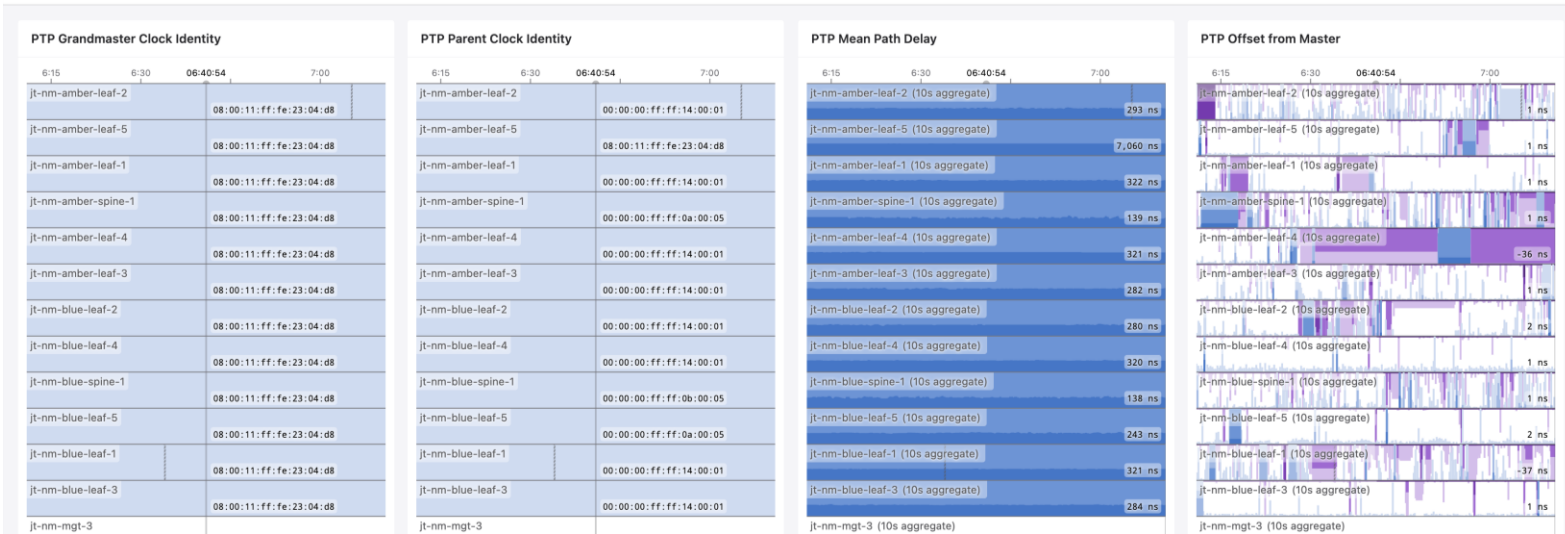 PTP Grandmaster Clock Identity
6:15 6:30 06:40:54 7:00
jt-nm-amber-leaf-2
08:00:11:ff:fe:23:04:d8
jt-nm-amber-leaf-5
08:00:11:ff:fe:23:04:d8
jt-nm-amber-leaf-1
08:00:11:ff:fe:23:04:d8
jt-nm-amber-spine-1
08:00:11:ff:fe:23:04:d8
jt-nm-amber-leaf-4
08:00:11:ff:fe:23:04:d8
jt-nm-amber-leaf-3
08:00:11:ff:fe:23:04:d8
jt-nm-blue-leaf-2
08:00:11:ff:fe:23:04:d8
jt-nm-blue-leaf-4
08:00:11:ff:fe:23:04:d8
jt-nm-blue-spine-1
08:00:11:ff:fe:23:04:d8
jt-nm-blue-leaf-5
08:00:11:ff:fe:23:04:d8
jt-nm-blue-leaf-1
08:00:11:ff:fe:23:04:d8
jt-nm-blue-leaf-3
08:00:11:ff:fe:23:04:d8
jt-nm-mgt-3
PTP Parent Clock Identity
6:15 6:30 06:40:54 7:00
jt-nm-amber-leaf-2
00:00:00:ff:ff:14:00:01
jt-nm-amber-leaf-5
08:00:11:ff:fe:23:04:d8
jt-nm-amber-leaf-1
00:00:00:ff:ff:14:00:01
jt-nm-amber-spine-1
00:00:00:ff:ff:0a:00:05
jt-nm-amber-leaf-4
00:00:00:ff:ff:14:00:01
jt-nm-amber-leaf-3
00:00:00:ff:ff:14:00:01
jt-nm-blue-leaf-2
00:00:00:ff:ff:14:00:01
jt-nm-blue-leaf-4
00:00:00:ff:ff:14:00:01
jt-nm-blue-spine-1
00:00:00:ff:ff:0b:00:05
jt-nm-blue-leaf-5
00:00:00:ff:ff:0a:00:05
jt-nm-blue-leaf-1
00:00:00:ff:ff:14:00:01
jt-nm-blue-leaf-3
00:00:00:ff:ff:14:00:01
jt-nm-mgt-3
PTP Mean Path Delay
6:15 6:30 06:40:54 7:00
jt-nm-amber-leaf-2 (10s aggregate)
293 ns
jt-nm-amber-leaf-5 (10s aggregate)
7,060 ns
jt-nm-amber-leaf-1 (10s aggregate)
322 ns
jt-nm-amber-spine-1 (10s aggregate)
139 ns
jt-nm-amber-leaf-4 (10s aggregate)
321 ns
jt-nm-amber-leaf-3 (10s aggregate)
282 ns
jt-nm-blue-leaf-2 (10s aggregate)
280 ns
jt-nm-blue-leaf-4 (10s aggregate)
320 ns
jt-nm-blue-spine-1 (10s aggregate)
138 ns
jt-nm-blue-leaf-5 (10s aggregate)
243 ns
jt-nm-blue-leaf-1 (10s aggregate)
321 ns
jt-nm-blue-leaf-3 (10s aggregate)
284 ns
jt-nm-mgt-3 (10s aggregate)
PTP Offset from Master
6:15 6:30 06:40:54 7:00
jt-nm-amber-leaf-2 (10s aggregate)
1 ns
jt-nm-amber-leaf-5 (10s aggregate)
1 ns
jt-nm-amber-leaf-1 (10s aggregate)
1 ns
jt-nm-amber-spine-1 (10s aggregate)
1 ns
jt-nm-amber-leaf-4 (10s aggregate)
-36 ns
jt-nm-amber-leaf-3 (10s aggregate)
1 ns
jt-nm-blue-leaf-2 (10s aggregate)
2 ns
jt-nm-blue-leaf-4 (10s aggregate)
1 ns
jt-nm-blue-spine-1 (10s aggregate)
1 ns
jt-nm-blue-leaf-5 (10s aggregate)
2 ns
jt-nm-blue-leaf-1 (10s aggregate)
-37 ns
jt-nm-blue-leaf-3 (10s aggregate)
1 ns
jt-nm-mgt-3 (10s aggregate)